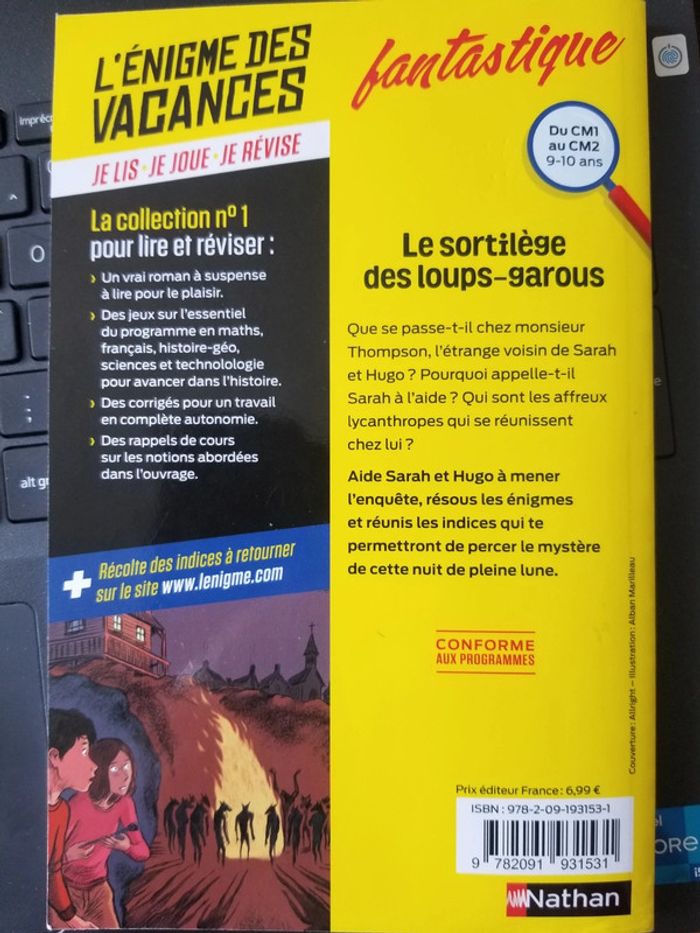 L'ÉNIGME DES
VACANCES
JE LIS • JE JOUE • JE RÉVISE
La collection nº 1
pour lire et réviser :
› Un vrai roman à suspense
à lire pour le plaisir.
› Des jeux sur l'essentiel
du programme en maths,
français, histoire-géo,
sciences et technolologie
pour avancer dans l'histoire.
› Des corrigés pour un travail
en complète autonomie.
› Des rappels de cours
sur les notions abordées
dans l'ouvrage.
+ Récolte des indices à retourner
sur le site www.lenigme.com
fantastique
Du CM1
au CM2
9-10 ans
Le sortilège
des loups-garous
Que se passe-t-il chez monsieur
Thompson, l'étrange voisin de Sarah
et Hugo ? Pourquoi appelle-t-il
Sarah à l'aide ? Qui sont les affreux
lycanthropes qui se réunissent
chez lui ?
Aide Sarah et Hugo à mener
l'enquête, résous les énigmes
et réunis les indices qui te
permettront de percer le mystère
de cette nuit de pleine lune.
CONFORME
AUX PROGRAMMES
Couverture : Allright – Illustration : Alban Marilleau
Prix éditeur France : 6,99 €
ISBN : 978-2-09-193153-1
9 782091 931531
Nathan
O
alt gr